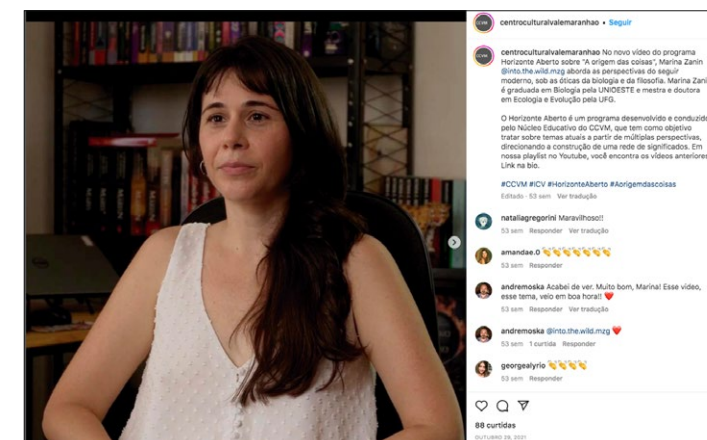 centroculturalvalemaranhao • Seguir
centroculturalvalemaranhao No novo vídeo do programa
Horizonte Aberto sobre "A origem das coisas", Marina Zanin
@into.the.wild.mzg aborda as perspectivas do seguir
moderno, sob as óticas da biologia e da filosofia. Marina Zani
é graduada em Biologia pela UNIOESTE e mestra e doutora
em Ecologia e Evolução pela UFG.
O Horizonte Aberto é um programa desenvolvido e conduzido
pelo Núcleo Educativo do CCVM, que tem como objetivo
tratar sobre temas atuais a partir de múltiplas perspectivas,
direcionando a construção de uma rede de significados. Em
nossa playlist no Youtube, você encontra os vídeos anteriores
Link na bio.
#CCVM #ICV #HorizonteAberto #Aorigemdascoisas
Editado · 53 sem Ver tradução
nataliagregorini Maravilhoso!!
53 sem Responder Ver tradução
amandae.0 👏👏👏👏👏👏👏
53 sem Responder
andremoska Acabei de ver. Muito bom, Marina! Esse vídeo,
esse tema, veio em boa hora!! ❤️
53 sem Responder Ver tradução
andremoska @into.the.wild.mzg ❤️
53 sem 1 curtida Responder
georgealyrio 👏👏👏👏
53 sem Responder
88 curtidas
OUTUBRO 29, 2021